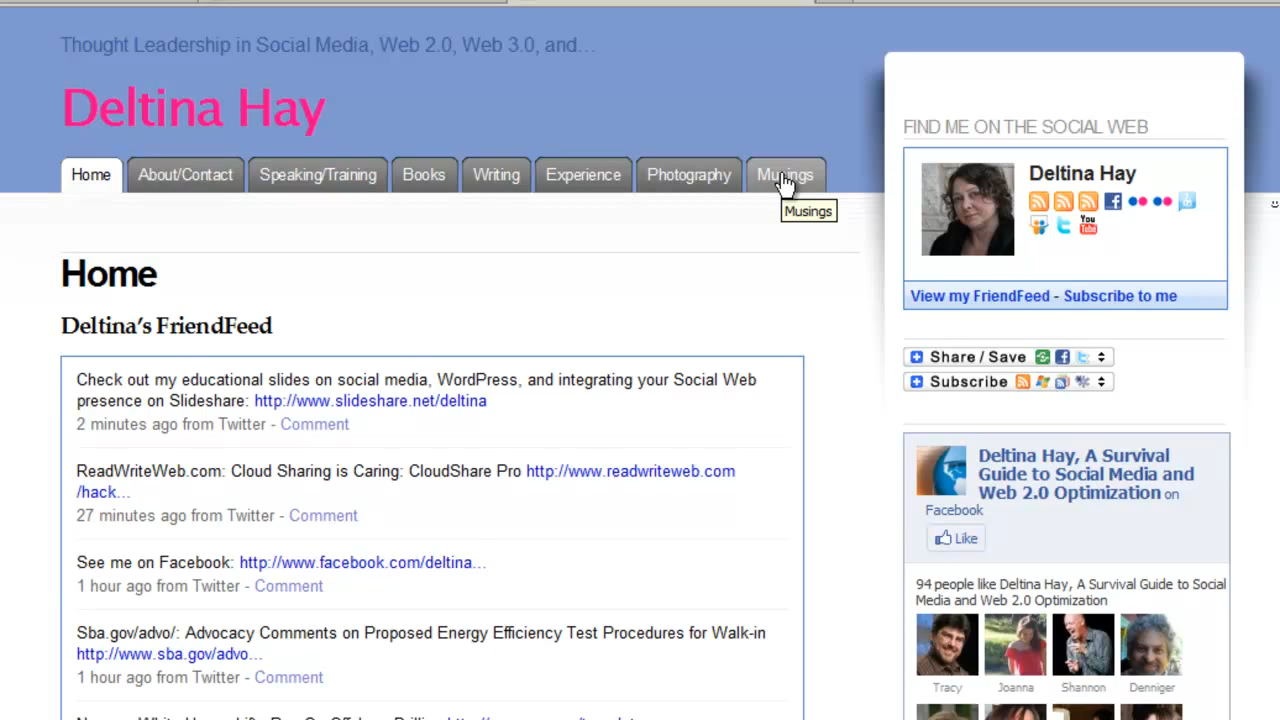 Thought Leadership in Social Media, Web 2.0, Web 3.0, and...
Deltina Hay
Home
About/Contact
Speaking/Training
Books
Writing
Experience
Photography
Musings
Musings
Home
Deltina's FriendFeed
Check out my educational slides on social media, WordPress, and integrating your Social Web
presence on Slideshare: http://www.slideshare.net/deltina
2 minutes ago from Twitter - Comment
ReadWriteWeb.com: Cloud Sharing is Caring: CloudShare Pro http://www.readwriteweb.com
/hack...
27 minutes ago from Twitter - Comment
See me on Facebook: http://www.facebook.com/deltina...
1 hour ago from Twitter - Comment
Sba.gov/advo/: Advocacy Comments on Proposed Energy Efficiency Test Procedures for Walk-in
http://www.sba.gov/advo...
1 hour ago from Twitter - Comment
FIND ME ON THE SOCIAL WEB
Deltina Hay
You
Tube
View my FriendFeed - Subscribe to me
Share / Save
Subscribe
Deltina Hay, A Survival
Guide to Social Media and
Web 2.0 Optimization on
Facebook
Like
94 people like Deltina Hay, A Survival Guide to Social
Media and Web 2.0 Optimization
Tracy
Joanna
Shannon
Denniger